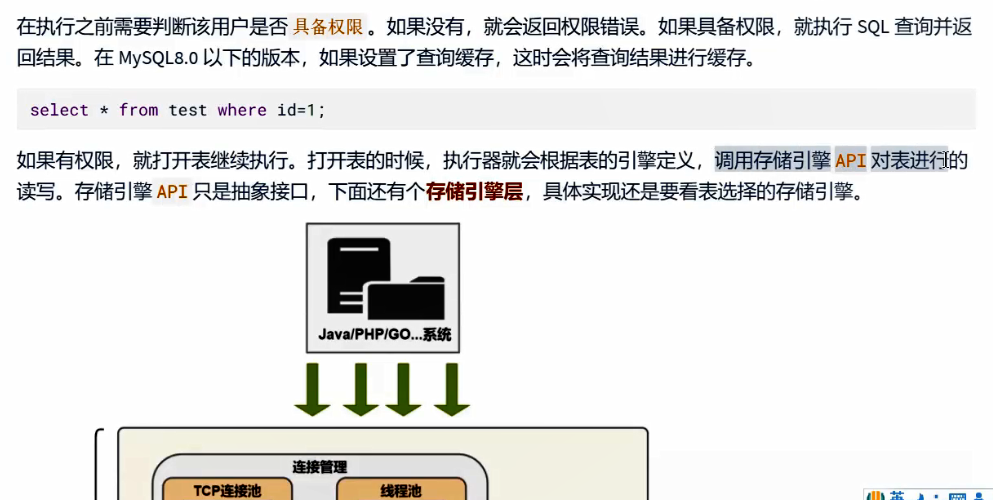 在执行之前需要判断该用户是否 具备权限 。如果没有，就会返回权限错误。如果具备权限，就执行 SQL 查询并返
回结果。在 MySQL8.0 以下的版本，如果设置了查询缓存，这时会将查询结果进行缓存。
select * from test where id=1;
如果有权限，就打开表继续执行。打开表的时候，执行器就会根据表的引擎定义，调用存储引擎 API 对表进行的
读写。存储引擎 API 只是抽象接口，下面还有个存储引擎层，具体实现还是要看表选择的存储引擎。
Java/PHP/GO...系统
连接管理
TCP连接池 线程池
英